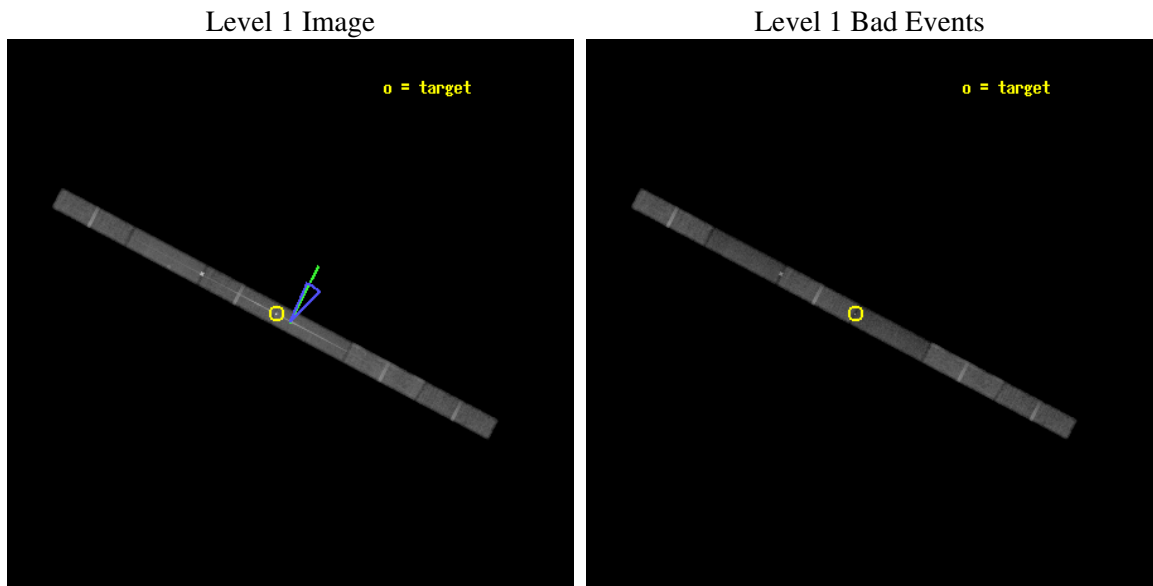 Level 1 Image
Level 1 Bad Events
o = target
o = target